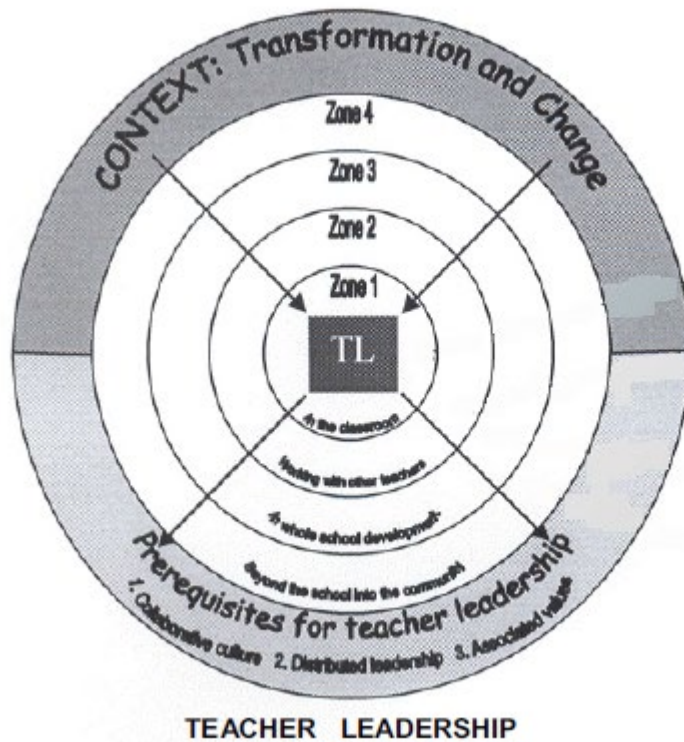 CONTEXT: Transformation and Change
Zone 4
Zone 3
Zone 2
Zone 1
TL
In the classroom
Working with other teachers
In whole school development
Beyond the school into the community
Prerequisites for teacher leadership
1. Collaborative culture 2. Distributed leadership 3. Associated values
TEACHER LEADERSHIP